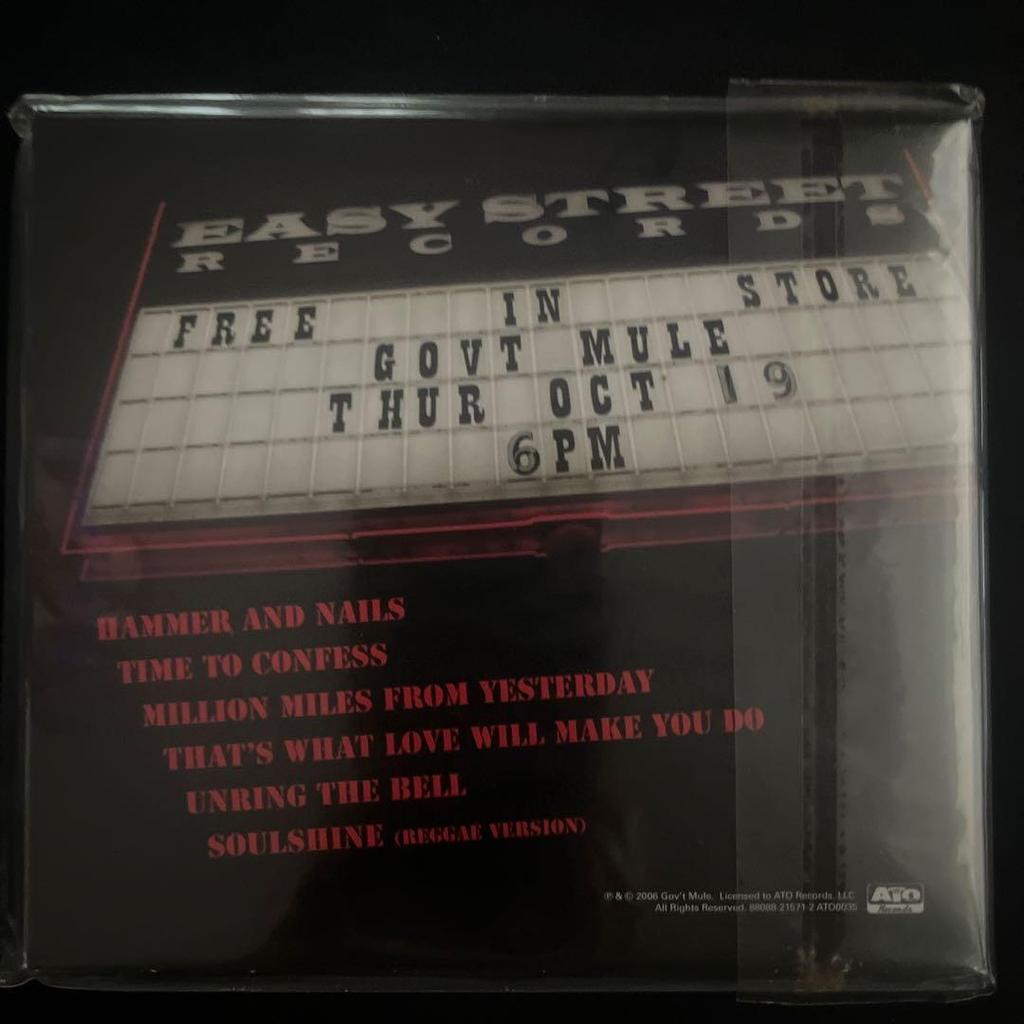 EASY STREET
RECORDS
FREE IN STORE
GOVT MULE
THUR OCT 19
6PM
HAMMER AND NAILS
TIME TO CONFESS
MILLION MILES FROM YESTERDAY
THAT'S WHAT LOVE WILL MAKE YOU DO
UNRING THE BELL
SOULSHINE (REGGAE VERSION)
℗ & © 2006 Gov't Mule. Licensed to ATO Records, LLC
All Rights Reserved. 88088-21571-2 ATO0035
ATO
Records